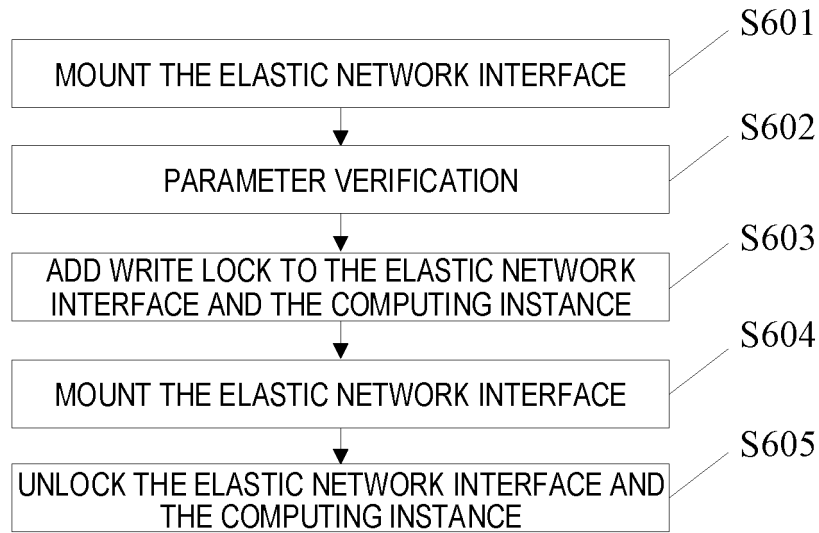 S601
MOUNT THE ELASTIC NETWORK INTERFACE
S602
PARAMETER VERIFICATION
S603
ADD WRITE LOCK TO THE ELASTIC NETWORK
INTERFACE AND THE COMPUTING INSTANCE
S604
MOUNT THE ELASTIC NETWORK INTERFACE
S605
UNLOCK THE ELASTIC NETWORK INTERFACE AND
THE COMPUTING INSTANCE